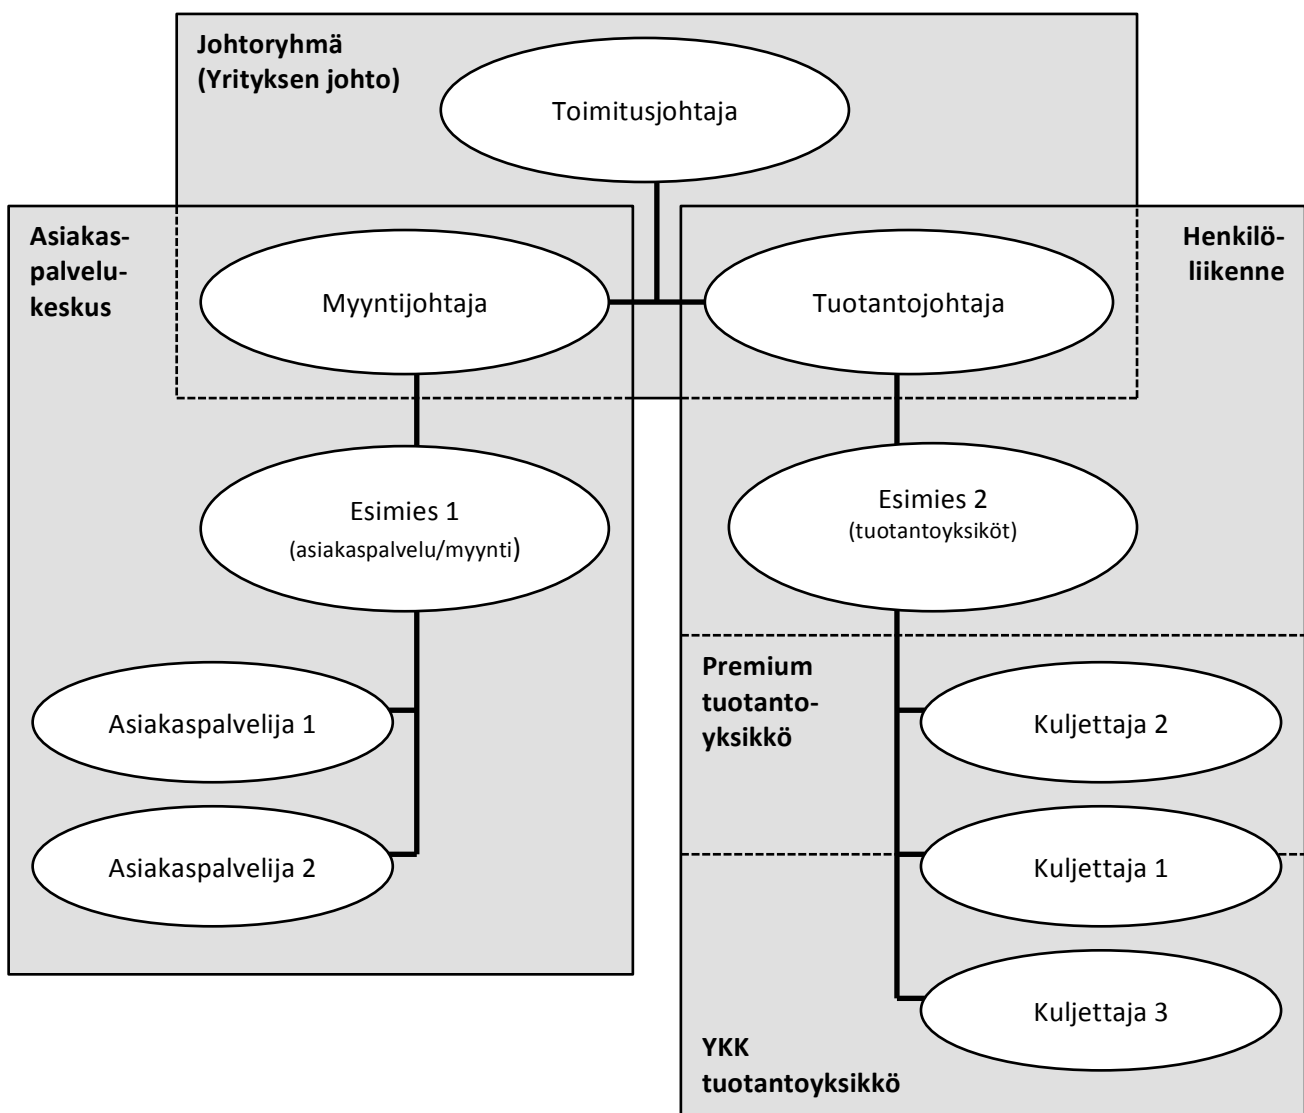 Johtoryhmä
(Yrityksen johto)
Toimitusjohtaja
Asiakas-
palvelu-
keskus
Henkilö-
liikenne
Myyntijohtaja
Tuotantojohtaja
Esimies 1
(asiakaspalvelu/myynti)
Esimies 2
(tuotantoyksiköt)
Asiakaspalvelija 1
Asiakaspalvelija 2
Premium
tuotanto-
yksikkö
Kuljettaja 2
Kuljettaja 1
Kuljettaja 3
YKK
tuotantoyksikkö